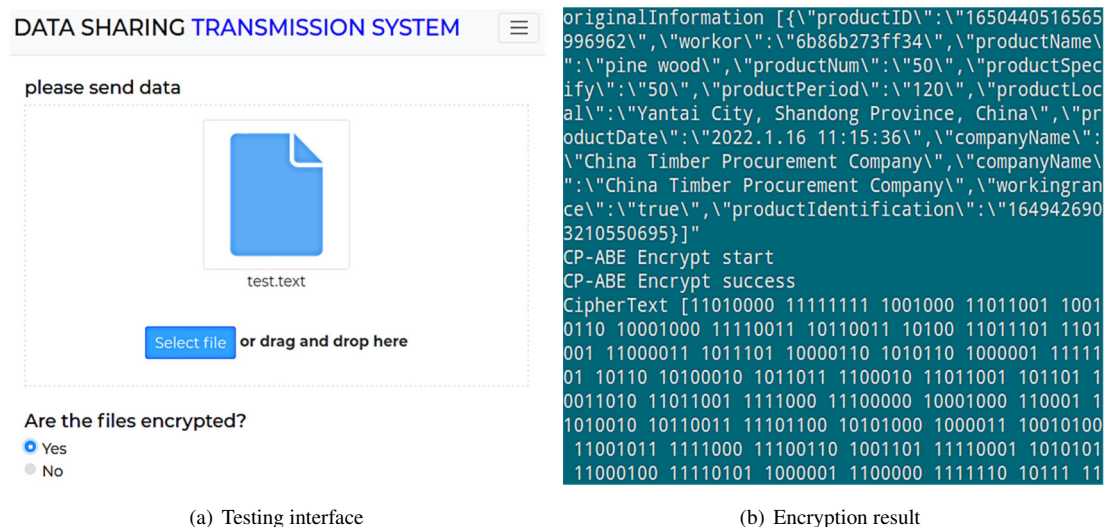 DATA SHARING TRANSMISSION SYSTEM
please send data
test.text
Select file or drag and drop here
Are the files encrypted?
Yes
No
(a) Testing interface
originalInformation [{\"productID\":\"1650440516565
996962\",\"workor\":\"6b86b273ff34\",\"productName\
":\"pine wood\",\"productNum\":\"50\",\"productSpec
ify\":\"50\",\"productPeriod\":\"120\",\"productLoc
al\":\"Yantai City, Shandong Province, China\",\"pr
oductDate\":\"2022.1.16 11:15:36\",\"companyName\":
\"China Timber Procurement Company\",\"companyName\
":\"China Timber Procurement Company\",\"workingran
ce\":\"true\",\"productIdentification\":\"164942690
3210550695}]"
CP-ABE Encrypt start
CP-ABE Encrypt success
CipherText [11010000 11111111 1001000 11011001 1001
0110 10001000 11110011 10110011 10100 11011101 1101
001 11000011 1011101 10000110 1010110 1000001 11111
01 10110 10100010 1011011 1100010 11011001 101101 1
0011010 11011001 1111000 11100000 10001000 110001 1
1010010 10110011 11101100 10101000 1000011 10010100
11001011 1111000 11100110 1001101 11110001 1010101
11000100 11110101 1000001 1100000 1111110 10111 11
(b) Encryption result